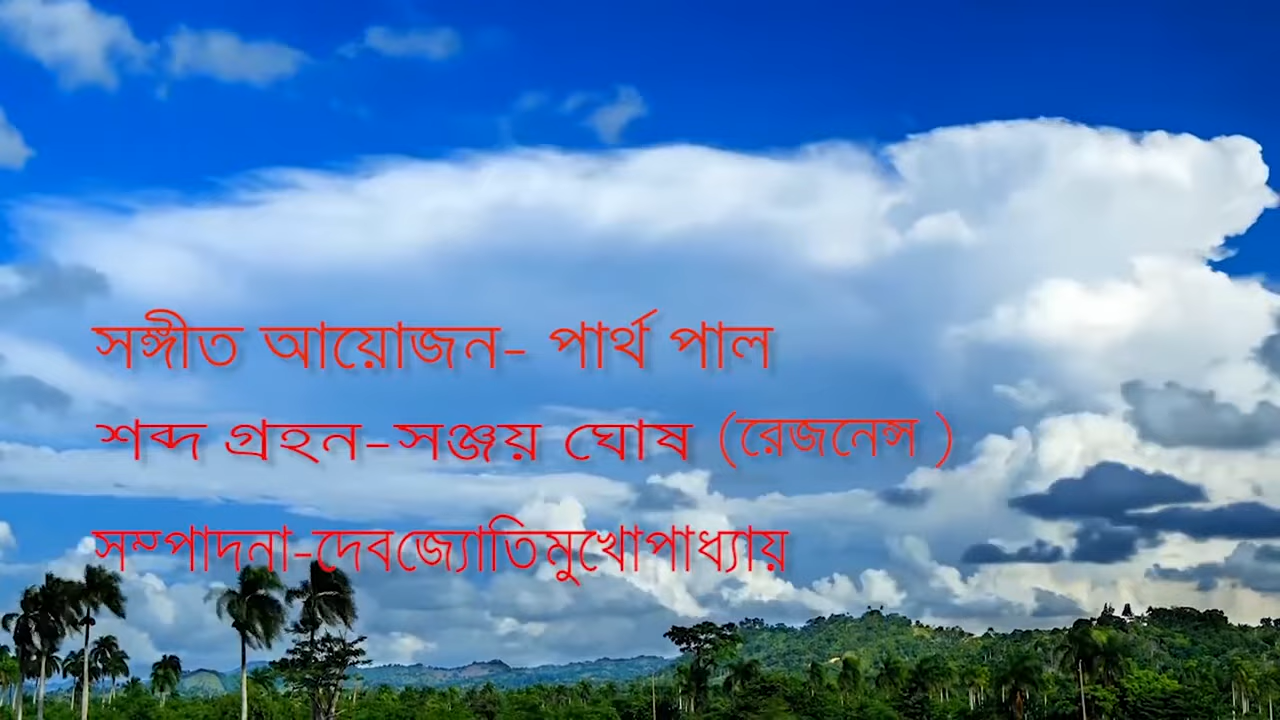 সঙ্গীত আয়োজন- পার্থ পাল
শব্দ গ্রহন-সঞ্জয় ঘোষ (রেজনেন্স )
সম্পাদনা-দেবজ্যোতিমুখোপাধ্যায়